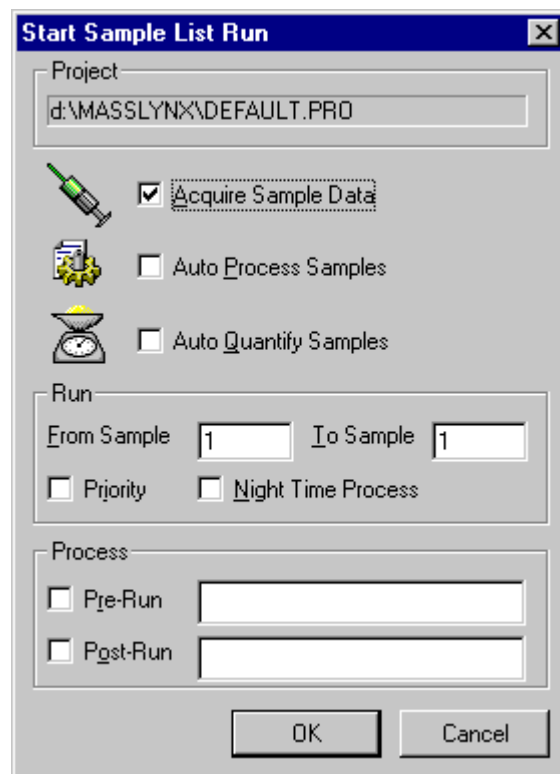 Start Sample List Run
Project
d:\MASSLYNX\DEFAULT.PRO
Acquire Sample Data
Auto Process Samples
Auto Quantify Samples
Run
From Sample 1 To Sample 1
Priority Night Time Process
Process
Pre-Run
Post-Run
OK Cancel